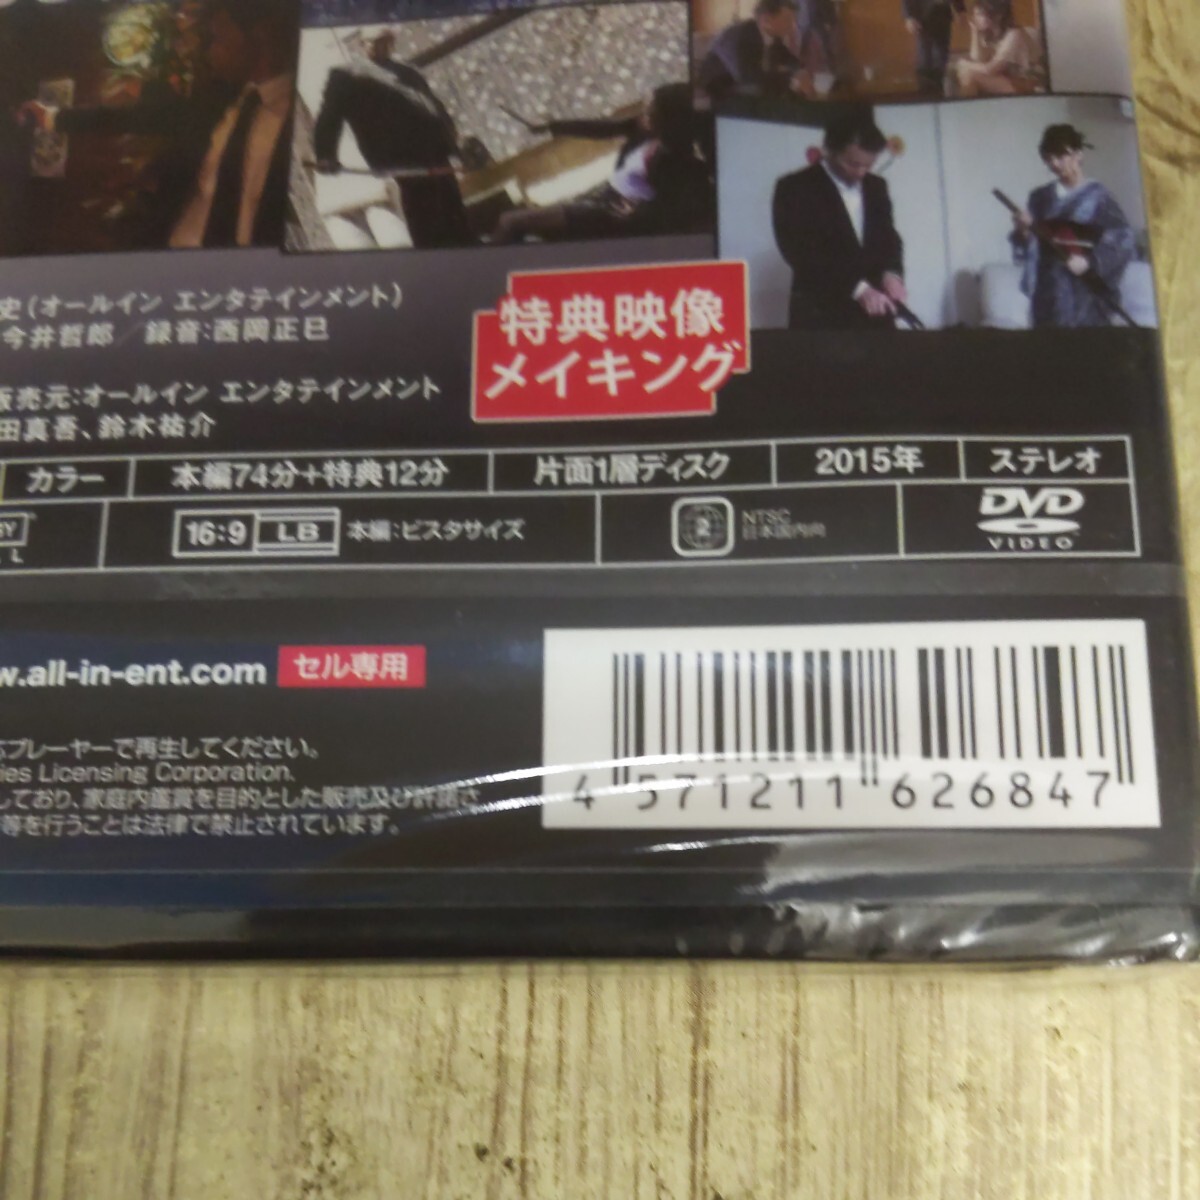 史(オールイン エンタテインメント)
今井哲郎／録音:西岡正巳
特典映像
メイキング
販売元:オールイン エンタテインメント
田真吾、鈴木祐介
カラー 本編74分+特典12分 片面1層ディスク 2015年 ステレオ
16:9 LB 本編:ビスタサイズ 2 NTSC 日本国内向 DVD VIDEO
w.all-in-ent.com セル専用
プレーヤーで再生してください。
ies Licensing Corporation.
しており、家庭内鑑賞を目的とした販売及び許諾さ
等を行うことは法律で禁止されています。
4 571211 626847